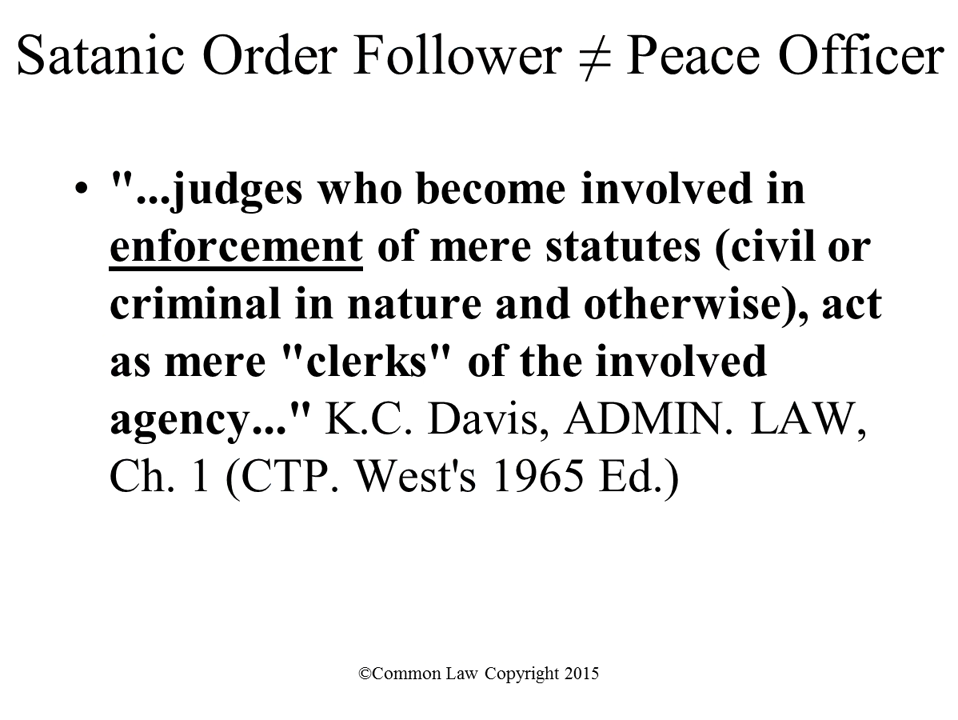 Satanic Order Follower ≠ Peace Officer
• "...judges who become involved in
enforcement of mere statutes (civil or
criminal in nature and otherwise), act
as mere "clerks" of the involved
agency..." K.C. Davis, ADMIN. LAW,
Ch. 1 (CTP. West's 1965 Ed.)
©Common Law Copyright 2015